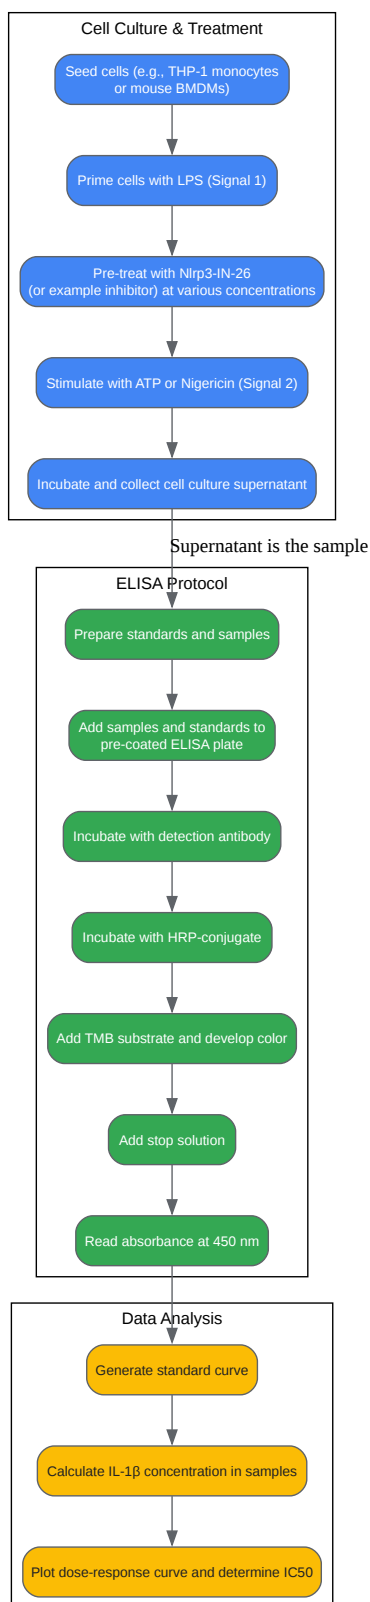 Cell Culture & Treatment
Seed cells (e.g., THP-1 monocytes
or mouse BMDMs)
Prime cells with LPS (Signal 1)
Pre-treat with Nlrp3-IN-26
(or example inhibitor) at various concentrations
Stimulate with ATP or Nigericin (Signal 2)
Incubate and collect cell culture supernatant
Supernatant is the sample
ELISA Protocol
Prepare standards and samples
Add samples and standards to
pre-coated ELISA plate
Incubate with detection antibody
Incubate with HRP-conjugate
Add TMB substrate and develop color
Add stop solution
Read absorbance at 450 nm
Data Analysis
Generate standard curve
Calculate IL-1β concentration in samples
Plot dose-response curve and determine IC50